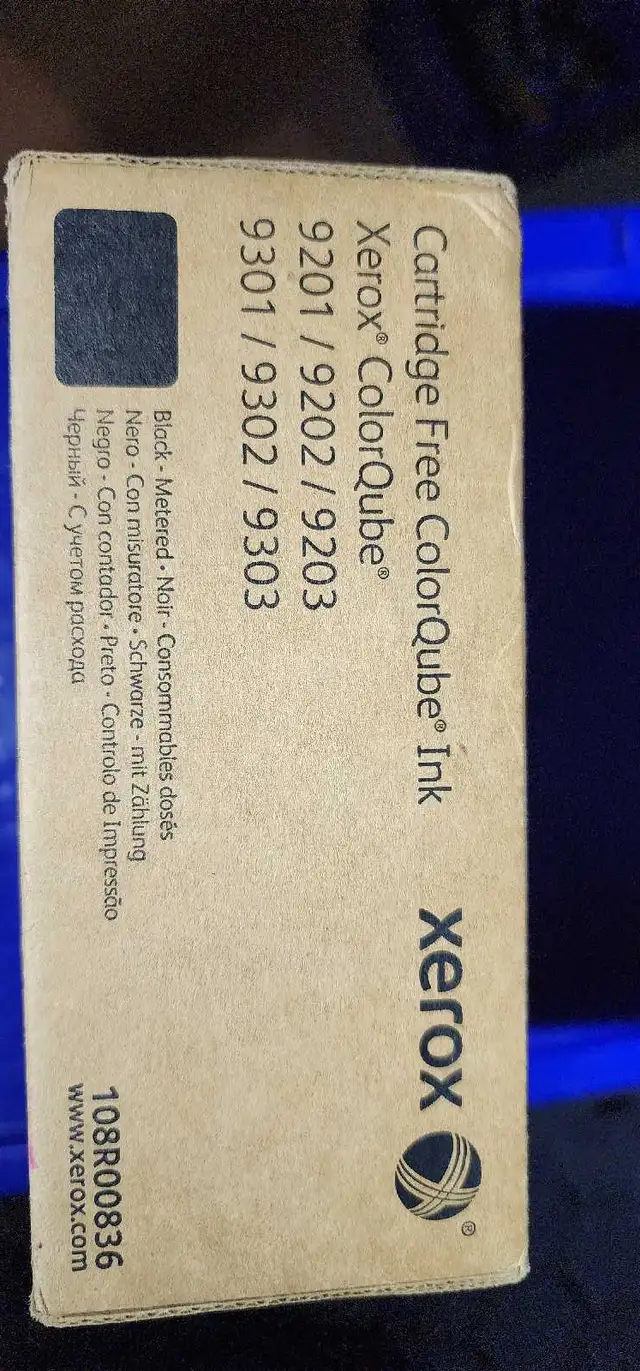 Cartridge Free ColorQube® Ink
xerox ®
Xerox® ColorQube®
9201 / 9202 / 9203
9301 / 9302 / 9303
Black - Metered • Noir - Consommables dosés
Nero - Con misuratore • Schwarze - mit Zählung
Negro - Con contador • Preto - Controlo de Impressão
Черный - С учетом расхода
108R00836
www.xerox.com